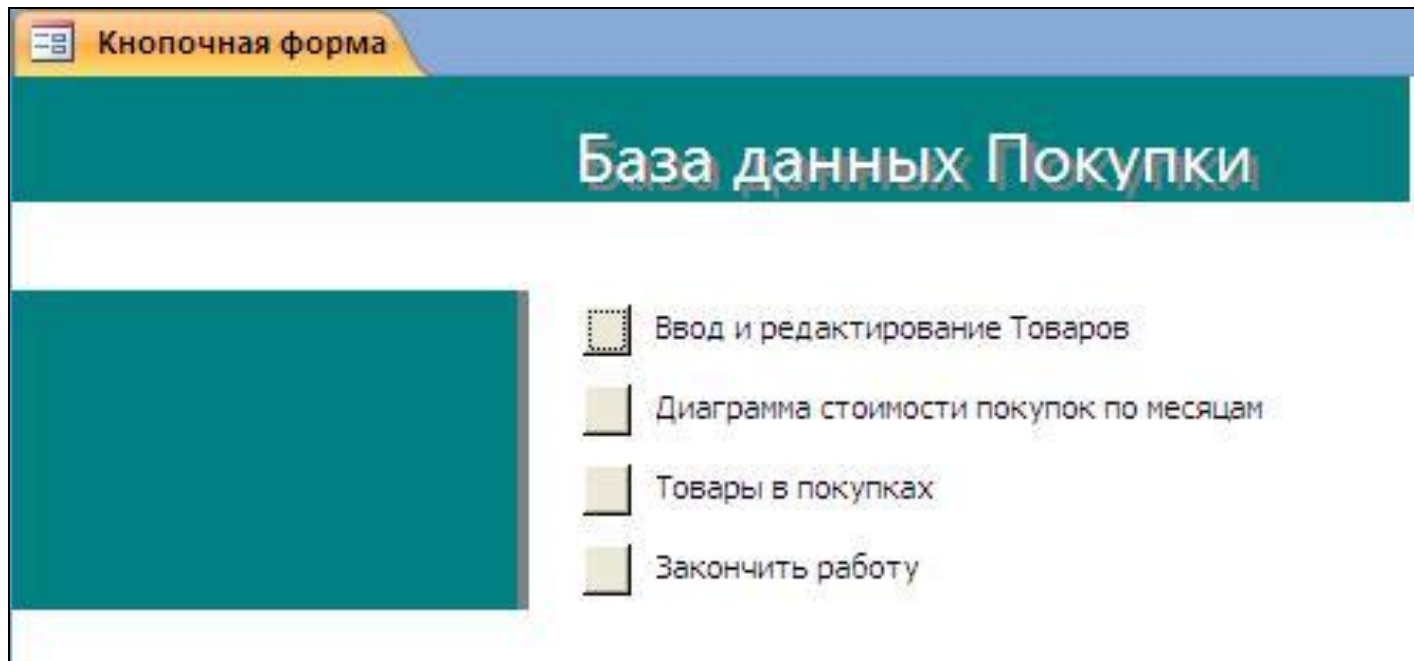 Кнопочная форма
База данных Покупки
Ввод и редактирование Товаров
Диаграмма стоимости покупок по месяцам
Товары в покупках
Закончить работу